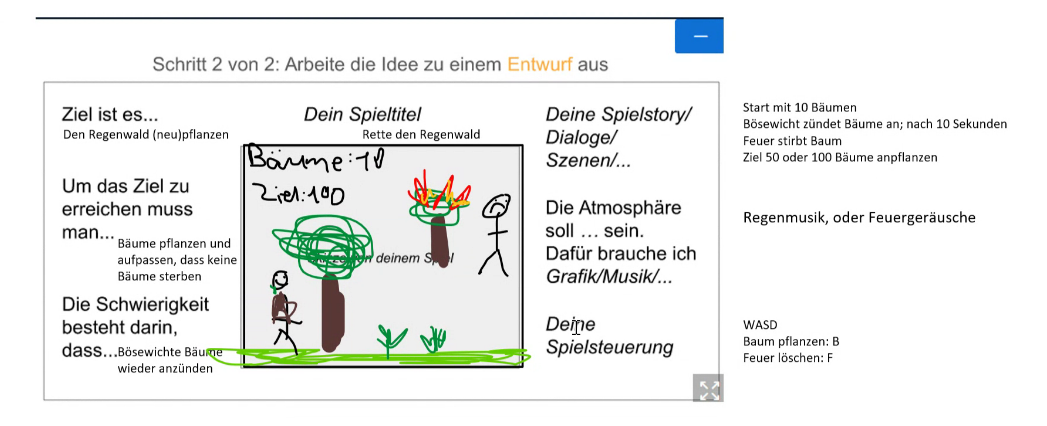 Schritt 2 von 2: Arbeite die Idee zu einem Entwurf aus
Ziel ist es...
Den Regenwald (neu)pflanzen
Um das Ziel zu
erreichen muss
man...
Bäume pflanzen und
aufpassen, dass keine
Bäume sterben
Die Schwierigkeit
besteht darin,
dass...
Bösewichte Bäume
wieder anzünden
Dein Spieltitel
Rette den Regenwald
Bäume: 10
Ziel: 100
deinem Spiel
Deine Spielstory/
Dialoge/
Szenen/...
Die Atmosphäre
soll ... sein.
Dafür brauche ich
Grafik/Musik/...
Deine
Spielsteuerung
Start mit 10 Bäumen
Bösewicht zündet Bäume an; nach 10 Sekunden
Feuer stirbt Baum
Ziel 50 oder 100 Bäume anpflanzen
Regenmusik, oder Feuergeräusche
WASD
Baum pflanzen: B
Feuer löschen: F